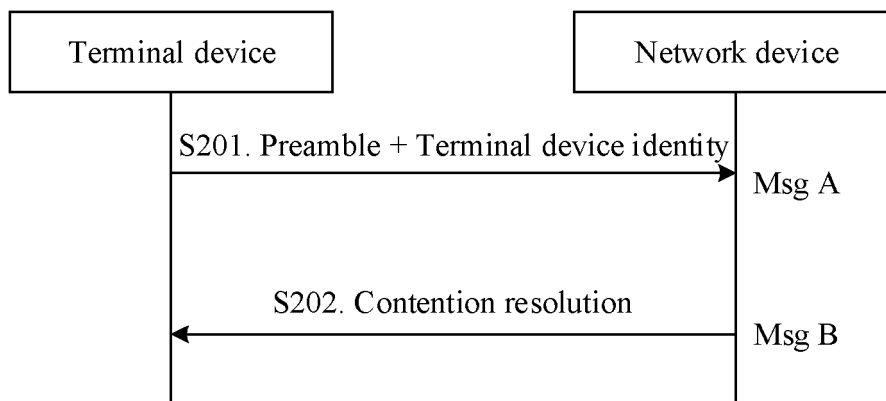 Terminal device
Network device
S201. Preamble + Terminal device identity
Msg A
S202. Contention resolution
Msg B